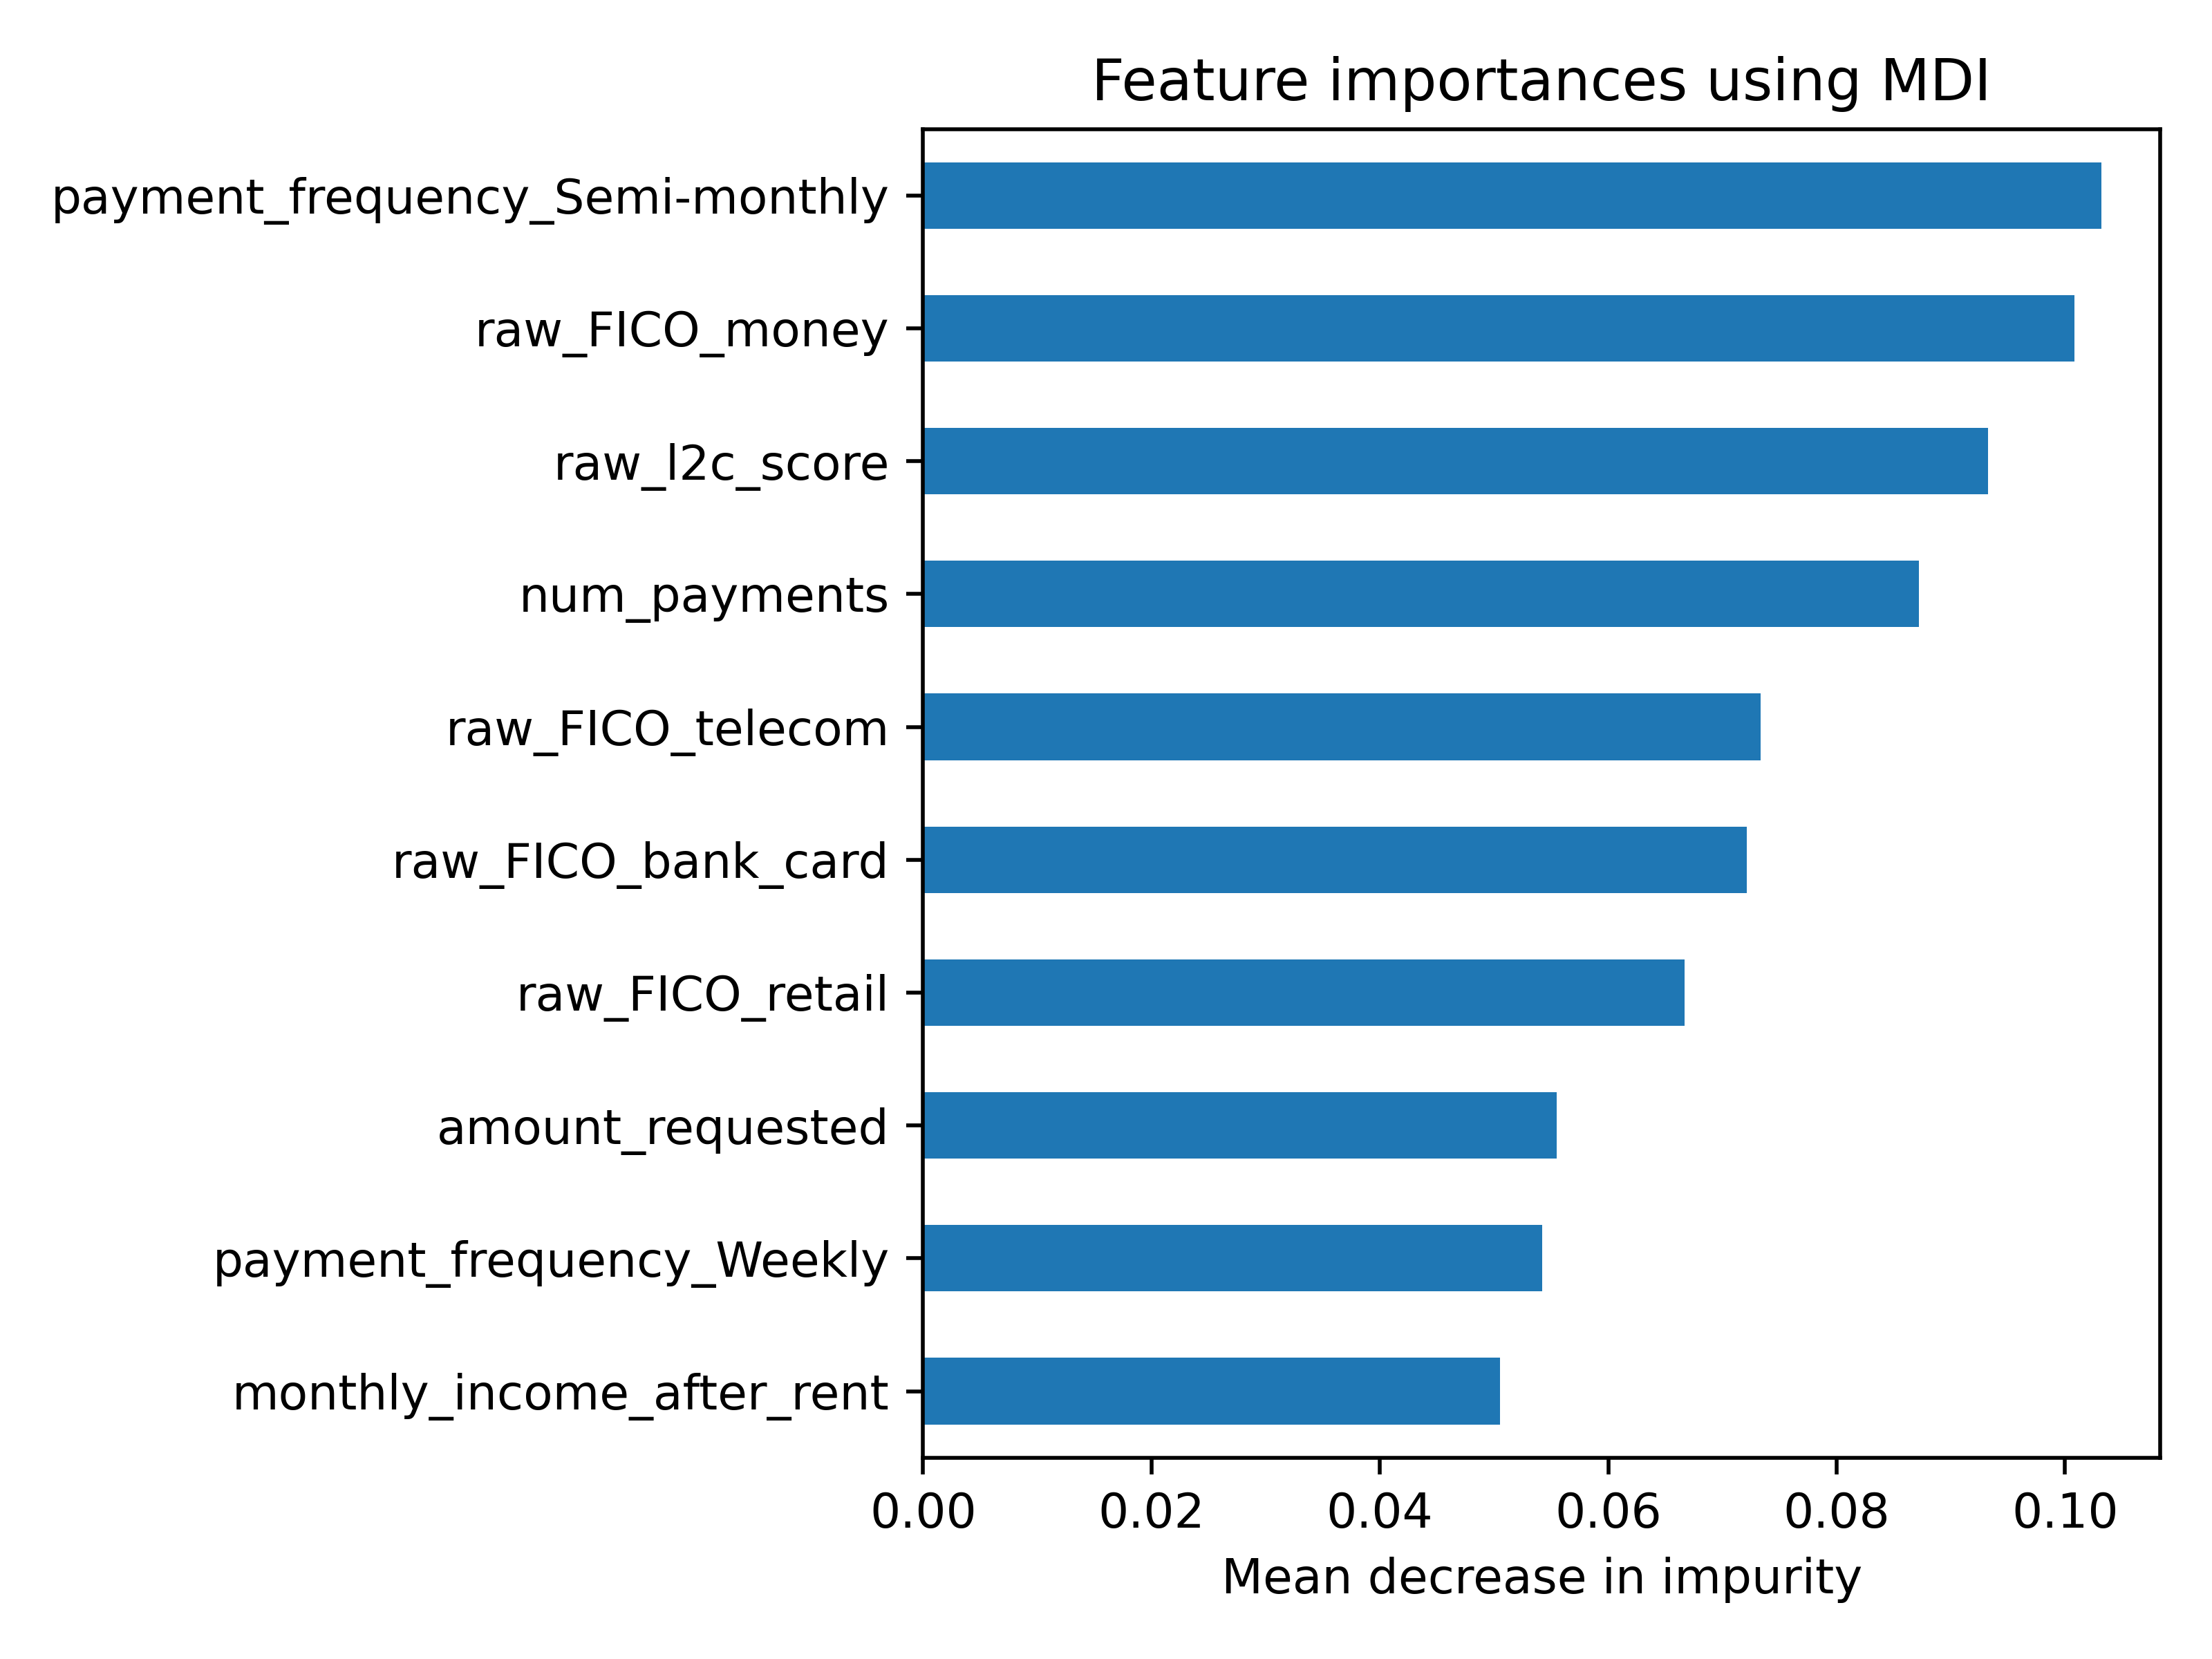 Feature importances using MDI
payment_frequency_Semi-monthly
raw_FICO_money
raw_l2c_score
num_payments
raw_FICO_telecom
raw_FICO_bank_card
raw_FICO_retail
amount_requested
payment_frequency_Weekly
monthly_income_after_rent
0.00 0.02 0.04 0.06 0.08 0.10
Mean decrease in impurity